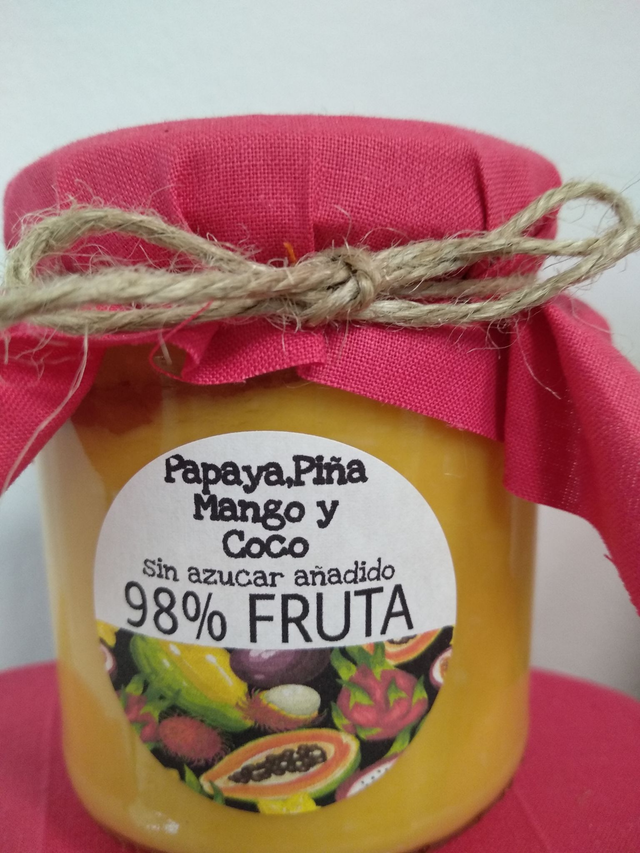 Papaya,Piña
Mango y
Coco
sin azucar añadido
98% FRUTA